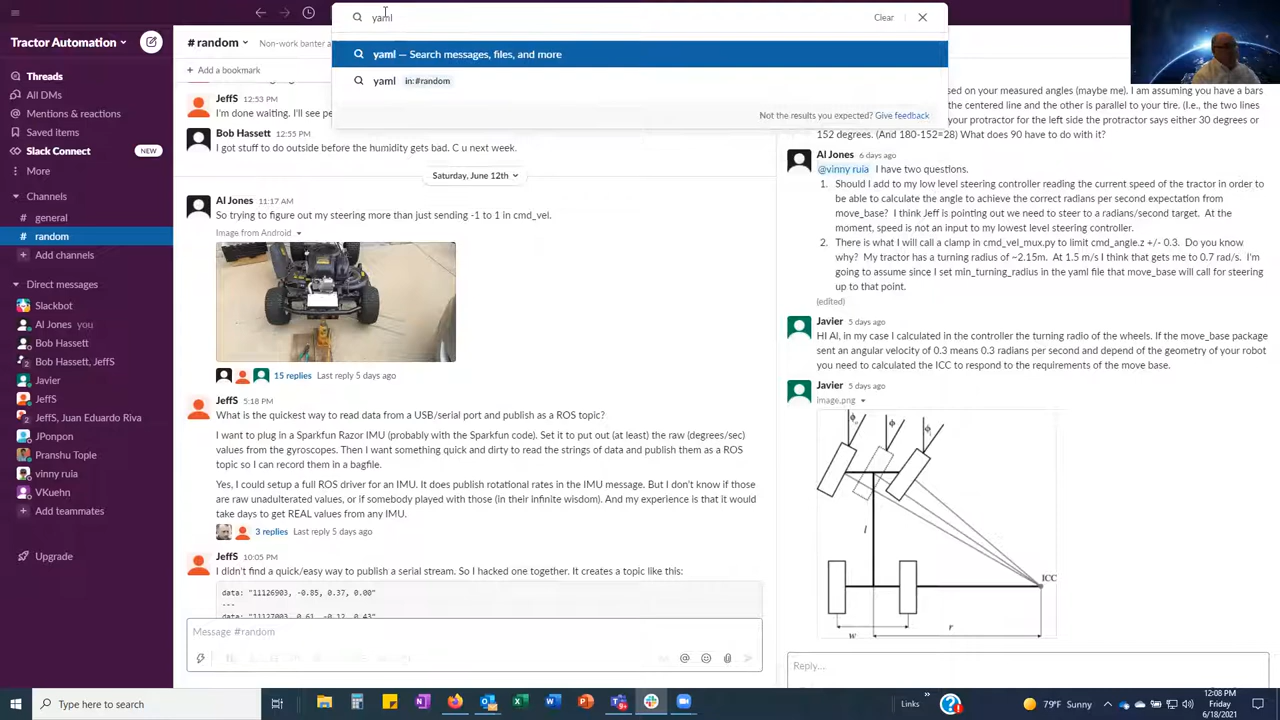 yaml
Clear
Tractor Automation
# random
Non-work banter a
yaml — Search messages, files, and more
yaml in:#random
Not the results you expected? Give feedback
Add a bookmark
Threads
All DMs
Mentions & reactions
Saved items
Slack Connect NEW
More
Channels
# general
# random
Add channels
Direct messages
Slackbot
Al Jones you
Bob Hassett
Bob Hassett, JeffS
Javier
JeffS
JeffS, Juan Eduardo Riva
JPonpon
Pranshu Tople
vinny ruia
VKuehn
Add teammates
Upgrade
JeffS 12:53 PM
I'm done waiting. I'll see pe
Bob Hassett 12:55 PM
I got stuff to do outside before the humidity gets bad. C u next week.
Saturday, June 12th
Al Jones 11:17 AM
So trying to figure out my steering more than just sending -1 to 1 in cmd_vel.
Image from Android
15 replies Last reply 5 days ago
JeffS 5:18 PM
What is the quickest way to read data from a USB/serial port and publish as a ROS topic?
I want to plug in a Sparkfun Razor IMU (probably with the Sparkfun code). Set it to put out (at least) the raw (degrees/sec)
values from the gyroscopes. Then I want something quick and dirty to read the strings of data and publish them as a ROS
topic so I can record them in a bagfile.
Yes, I could setup a full ROS driver for an IMU. It does publish rotational rates in the IMU message. But I don't know if those
are raw unadulterated values, or if somebody played with those (in their infinite wisdom). And my experience is that it would
take days to get REAL values from any IMU.
3 replies Last reply 5 days ago
JeffS 10:05 PM
I didn't find a quick/easy way to publish a serial stream. So I hacked one together. It creates a topic like this:
data: "11126903, -0.85, 0.37, 0.00"
---
data: "11127003, 0.61, -0.12, 0.43"
Message #random
sed on your measured angles (maybe me). I am assuming you have a bars
the centered line and the other is parallel to your tire. (I.e., the two lines
your protractor for the left side the protractor says either 30 degrees or
152 degrees. (And 180-152=28) What does 90 have to do with it?
Al Jones 6 days ago
@vinny ruia I have two questions.
1. Should I add to my low level steering controller reading the current speed of the tractor in order to
be able to calculate the angle to achieve the correct radians per second expectation from
move_base? I think Jeff is pointing out we need to steer to a radians/second target. At the
moment, speed is not an input to my lowest level steering controller.
2. There is what I will call a clamp in cmd_vel_mux.py to limit cmd_angle.z +/- 0.3. Do you know
why? My tractor has a turning radius of ~2.15m. At 1.5 m/s I think that gets me to 0.7 rad/s. I'm
going to assume since I set min_turning_radius in the yaml file that move_base will call for steering
up to that point.
(edited)
Javier 5 days ago
HI Al, in my case I calculated in the controller the turning radio of the wheels. If the move_base package
sent an angular velocity of 0.3 means 0.3 radians per second and depend of the geometry of your robot
you need to calculated the ICC to respond to the requirements of the move base.
Javier 5 days ago
image.png
l
ICC
w
r
Reply...
Type here to search
Links
79°F Sunny
12:08 PM
Friday
6/18/2021